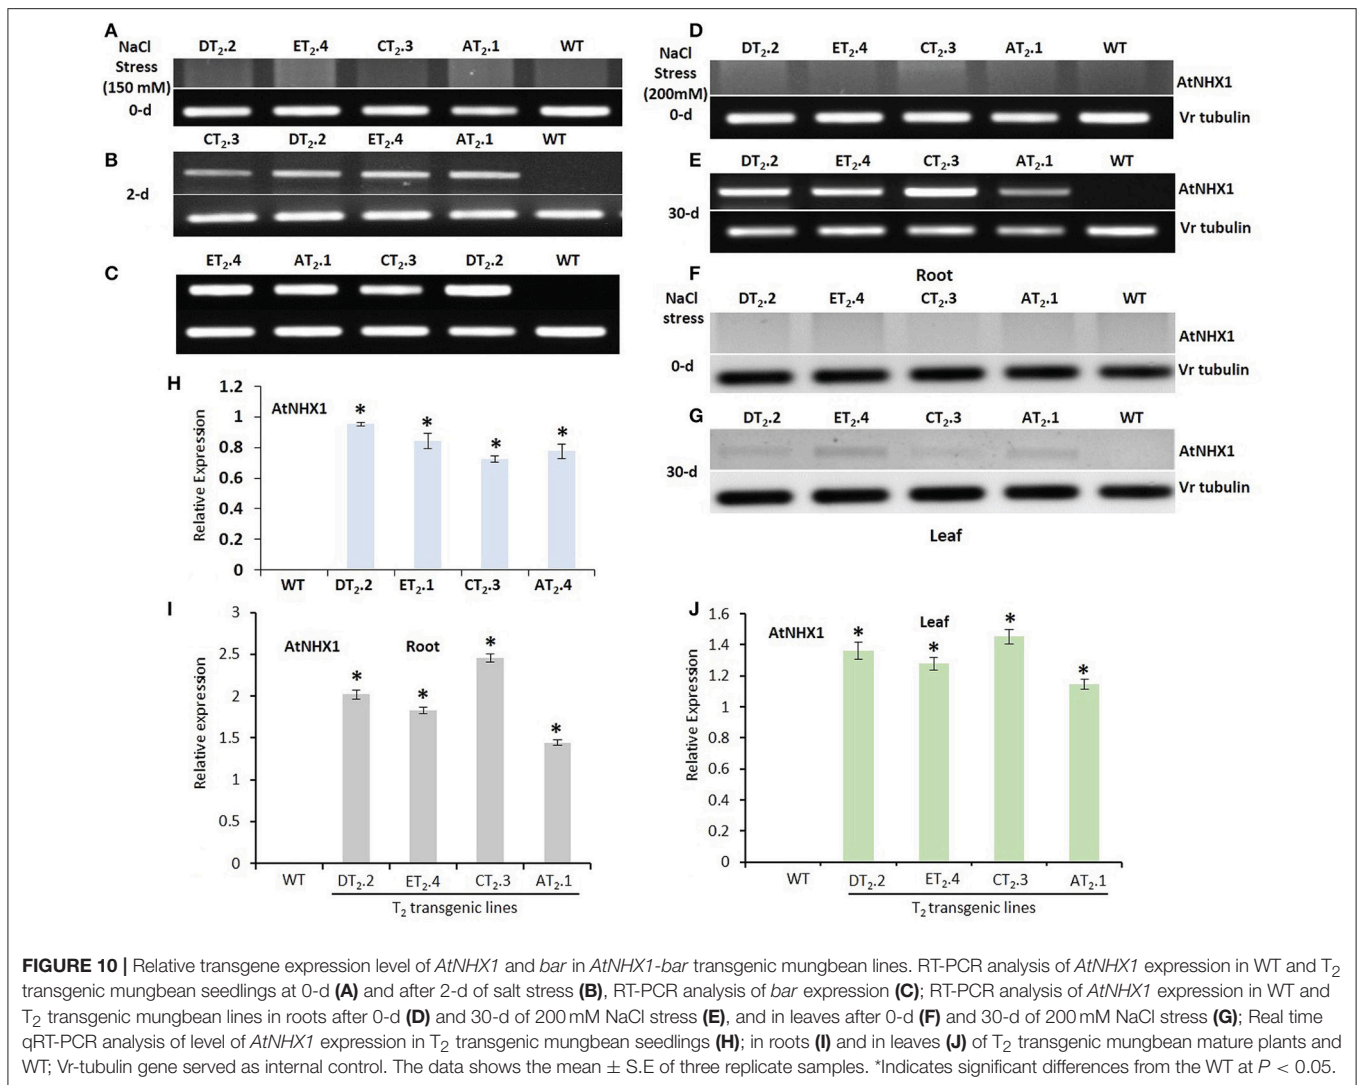 A
NaCl
Stress
(150 mM)
0-d
DT2.2 ET2.4 CT2.3 AT2.1 WT
CT2.3 DT2.2 ET2.4 AT2.1 WT
B
2-d
ET2.4 AT2.1 CT2.3 DT2.2 WT
C
D
NaCl
Stress
(200mM)
0-d
DT2.2 ET2.4 CT2.3 AT2.1 WT
AtNHX1
Vr tubulin
E
DT2.2 ET2.4 CT2.3 AT2.1 WT
AtNHX1
30-d
Vr tubulin
Root
F
NaCl
stress
DT2.2 ET2.4 CT2.3 AT2.1 WT
AtNHX1
0-d
Vr tubulin
G
DT2.2 ET2.4 CT2.3 AT2.1 WT
AtNHX1
30-d
Vr tubulin
Leaf
H
AtNHX1
Relative Expression
1.2
1
0.8
0.6
0.4
0.2
0
* * * *
WT DT2.2 ET2.1 CT2.3 AT2.4
I
AtNHX1 Root
Relative expression
3
2.5
2
1.5
1
0.5
0
* * * *
WT DT2.2 ET2.4 CT2.3 AT2.1
T2 transgenic lines
J
AtNHX1 Leaf
Relative Expression
1.6
1.4
1.2
1
0.8
0.6
0.4
0.2
0
* * * *
WT DT2.2 ET2.4 CT2.3 AT2.1
T2 transgenic lines
FIGURE 10 | Relative transgene expression level of AtNHX1 and bar in AtNHX1-bar transgenic mungbean lines. RT-PCR analysis of AtNHX1 expression in WT and T2
transgenic mungbean seedlings at 0-d (A) and after 2-d of salt stress (B), RT-PCR analysis of bar expression (C); RT-PCR analysis of AtNHX1 expression in WT and
T2 transgenic mungbean lines in roots after 0-d (D) and 30-d of 200 mM NaCl stress (E), and in leaves after 0-d (F) and 30-d of 200 mM NaCl stress (G); Real time
qRT-PCR analysis of level of AtNHX1 expression in T2 transgenic mungbean seedlings (H); in roots (I) and in leaves (J) of T2 transgenic mungbean mature plants and
WT; Vr-tubulin gene served as internal control. The data shows the mean ± S.E of three replicate samples. *Indicates significant differences from the WT at P < 0.05.